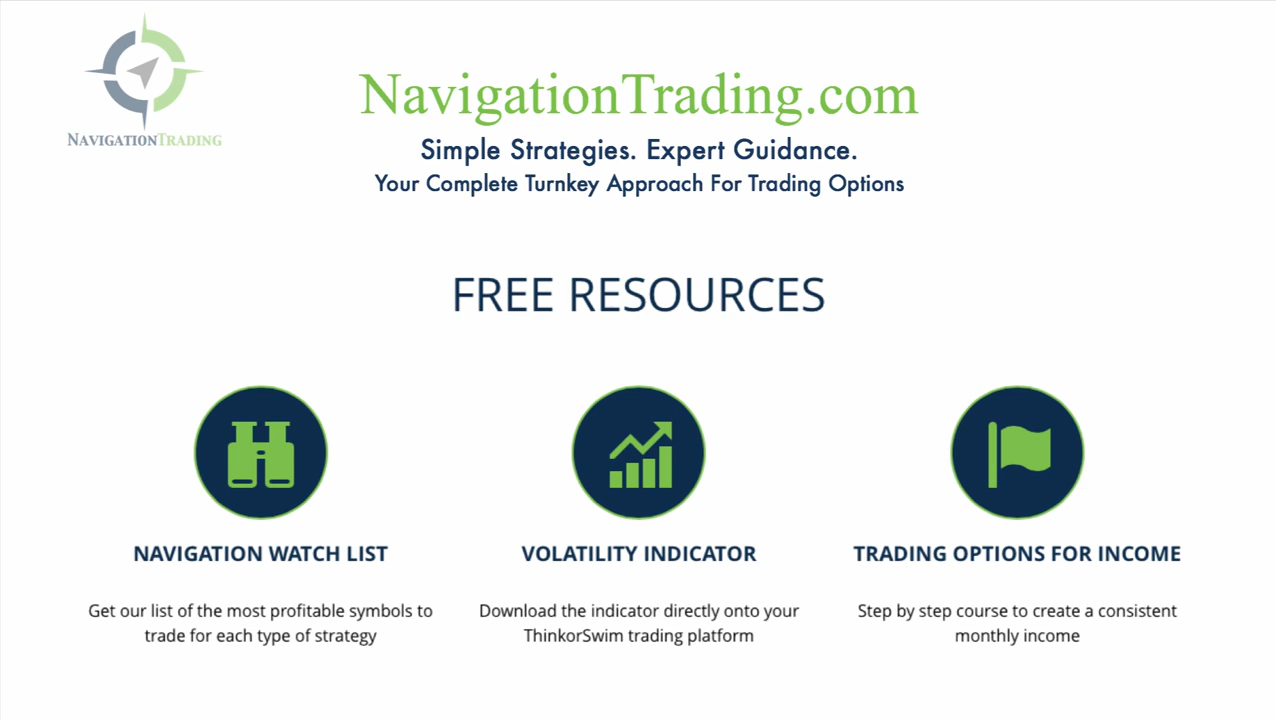 NAVIGATIONTRADING
NavigationTrading.com
Simple Strategies. Expert Guidance.
Your Complete Turnkey Approach For Trading Options
FREE RESOURCES
NAVIGATION WATCH LIST
Get our list of the most profitable symbols to
trade for each type of strategy
VOLATILITY INDICATOR
Download the indicator directly onto your
ThinkorSwim trading platform
TRADING OPTIONS FOR INCOME
Step by step course to create a consistent
monthly income